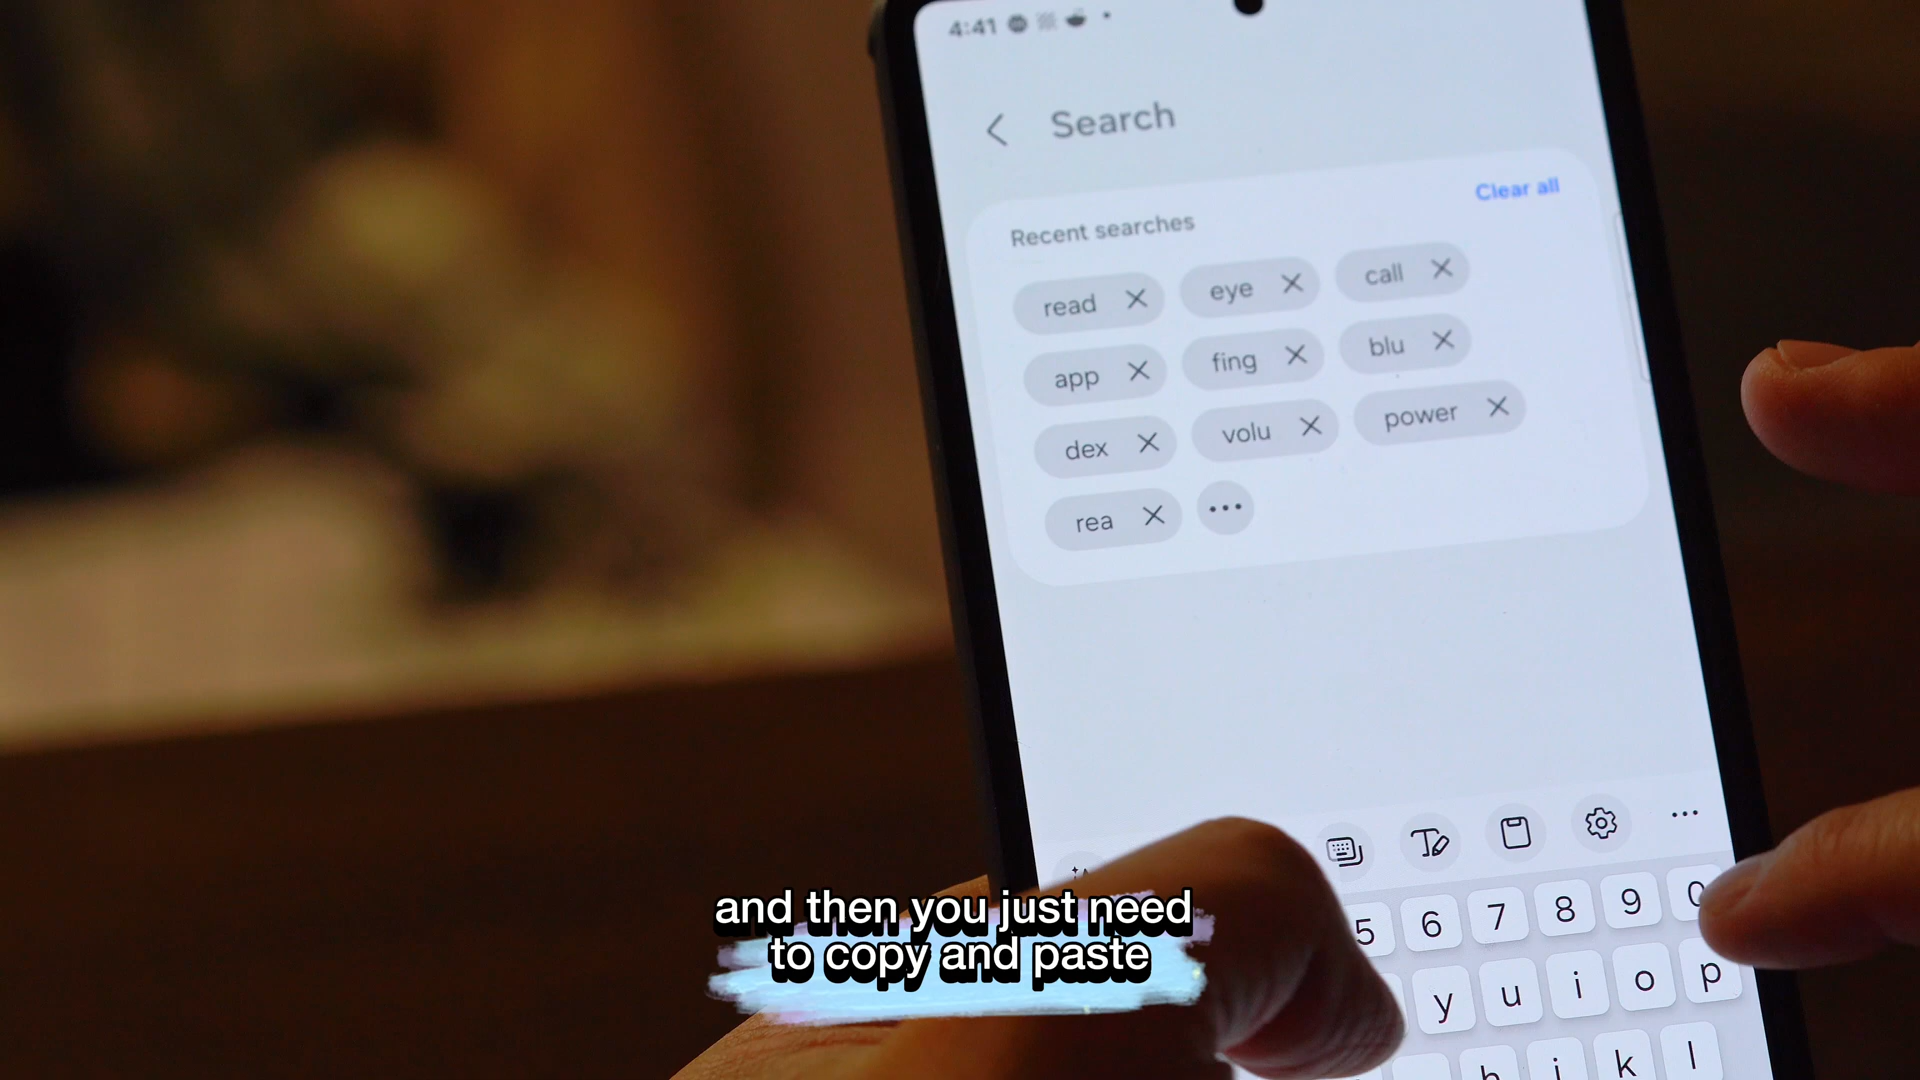 4:41
Search
Clear all
Recent searches
read
eye
call
app
fing
blu
dex
volu
power
rea
5 6 7 8 9 0
y u i o p
h j k l
and then you just need
to copy and paste